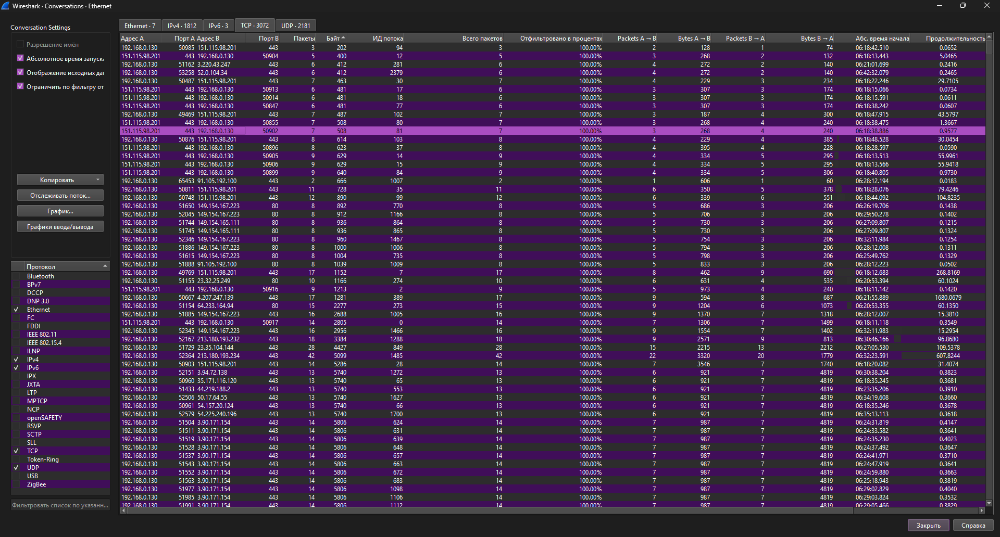 Wireshark · Conversations · Ethernet
Conversation Settings
Разрешение имён
Абсолютное время запуска
Отображение исходных дан
Ограничить по фильтру от
Копировать
Отслеживать поток...
График...
Графики ввода/вывода
Протокол
Bluetooth
BPv7
DCCP
DNP 3.0
Ethernet
FC
FDDI
IEEE 802.11
IEEE 802.15.4
ILNP
IPv4
IPv6
IPX
JXTA
LTP
MPTCP
NCP
openSAFETY
RSVP
SCTP
SLL
TCP
Token-Ring
UDP
USB
ZigBee
Фильтровать список по указанн...
Ethernet · 7 IPv4 · 1812 IPv6 · 3 TCP · 3072 UDP · 2181
Адрес A Порт A Адрес B Порт B Пакеты Байт ИД потока Всего пакетов Отфильтровано в процентах Packets A → B Bytes A → B Packets B → A Bytes B → A Абс. время начала Продолжительность
192.168.0.130 50985 151.115.98.201 443 3 202 94 3 100.00% 2 128 1 74 06:18:42.510 0.0652
151.115.98.201 443 192.168.0.130 50904 5 400 12 5 100.00% 3 268 2 132 06:18:13.443 5.0465
192.168.0.130 51162 3.220.43.247 443 6 412 281 6 100.00% 4 272 2 140 06:21:01.699 0.2416
192.168.0.130 53258 52.0.104.34 443 6 412 2379 6 100.00% 4 272 2 140 06:42:32.079 0.2465
192.168.0.130 50487 151.115.98.201 443 7 463 30 7 100.00% 4 229 3 234 06:18:22.246 29.7105
151.115.98.201 443 192.168.0.130 50913 6 481 17 6 100.00% 3 307 3 174 06:18:15.066 0.0734
151.115.98.201 443 192.168.0.130 50914 6 481 18 6 100.00% 3 307 3 174 06:18:15.591 0.0611
151.115.98.201 443 192.168.0.130 50847 6 481 77 6 100.00% 3 307 3 174 06:18:38.242 0.0607
192.168.0.130 49469 151.115.98.201 443 7 487 102 7 100.00% 3 187 4 300 06:18:47.915 43.5797
151.115.98.201 443 192.168.0.130 50855 7 508 80 7 100.00% 3 268 4 240 06:18:38.475 1.3667
151.115.98.201 443 192.168.0.130 50902 7 508 81 7 100.00% 3 268 4 240 06:18:38.886 0.9577
192.168.0.130 50876 151.115.98.201 443 8 614 103 8 100.00% 4 229 4 385 06:18:48.528 30.0454
151.115.98.201 443 192.168.0.130 50896 8 623 37 8 100.00% 4 395 4 228 06:18:28.597 0.0590
151.115.98.201 443 192.168.0.130 50905 9 629 14 9 100.00% 4 334 5 295 06:18:13.513 55.9961
151.115.98.201 443 192.168.0.130 50906 9 629 15 9 100.00% 4 334 5 295 06:18:13.566 55.9418
151.115.98.201 443 192.168.0.130 50899 9 640 84 9 100.00% 4 334 5 306 06:18:40.805 0.9730
192.168.0.130 65453 91.105.192.100 443 2 666 1007 2 100.00% 1 606 1 60 06:28:12.194 0.0183
192.168.0.130 50811 151.115.98.201 443 11 728 35 11 100.00% 6 350 5 378 06:18:28.076 79.4246
192.168.0.130 50748 151.115.98.201 443 12 890 99 12 100.00% 6 339 6 551 06:18:44.092 104.8235
192.168.0.130 51650 149.154.167.223 80 8 892 770 8 100.00% 5 686 3 206 06:26:19.706 0.1438
192.168.0.130 52045 149.154.167.223 80 8 912 1166 8 100.00% 5 706 3 206 06:29:50.278 0.1402
192.168.0.130 51744 149.154.165.111 80 8 936 864 8 100.00% 5 730 3 206 06:27:09.807 0.1215
192.168.0.130 51745 149.154.165.111 80 8 936 865 8 100.00% 5 730 3 206 06:27:09.807 0.1324
192.168.0.130 52346 149.154.167.223 80 8 960 1467 8 100.00% 5 754 3 206 06:32:11.984 0.1254
192.168.0.130 51886 149.154.167.223 80 8 1000 1006 8 100.00% 5 794 3 206 06:28:12.008 0.1311
192.168.0.130 51615 149.154.167.223 80 8 1004 735 8 100.00% 5 798 3 206 06:25:49.762 0.1329
192.168.0.130 51888 91.105.192.100 80 8 1039 1009 8 100.00% 5 833 3 206 06:28:12.223 0.0502
192.168.0.130 49769 151.115.98.201 443 17 1152 7 17 100.00% 8 462 9 690 06:18:12.683 268.8169
192.168.0.130 51155 23.32.25.249 80 10 1166 274 10 100.00% 6 631 4 535 06:20:53.394 60.1024
151.115.98.201 443 192.168.0.130 50916 9 1213 2 9 100.00% 5 973 4 240 06:18:11.142 0.1420
192.168.0.130 50667 4.207.247.139 443 17 1281 389 17 100.00% 9 594 8 687 06:21:55.889 1680.0679
192.168.0.130 51154 64.233.164.94 80 15 2277 273 15 100.00% 9 1204 6 1073 06:20:53.355 60.1350
192.168.0.130 51885 149.154.167.223 443 16 2688 1005 16 100.00% 9 1370 7 1318 06:28:12.007 15.3810
151.115.98.201 443 192.168.0.130 50917 14 2805 0 14 100.00% 7 1306 7 1499 06:18:11.118 0.3549
192.168.0.130 52345 149.154.167.223 443 16 2956 1466 16 100.00% 9 1554 7 1402 06:32:11.983 15.2954
192.168.0.130 52167 213.180.193.232 443 18 3384 1288 18 100.00% 9 2571 9 813 06:30:46.166 96.8680
192.168.0.130 51729 23.35.104.144 443 28 4427 849 28 100.00% 15 2215 13 2212 06:27:05.530 109.5378
192.168.0.130 52364 213.180.193.234 443 42 5099 1485 42 100.00% 22 3320 20 1779 06:32:23.591 607.8244
192.168.0.130 50903 151.115.98.201 443 14 5286 28 14 100.00% 7 3546 7 1740 06:18:20.082 31.4074
192.168.0.130 52151 3.94.72.138 443 13 5740 1272 13 100.00% 6 921 7 4819 06:30:38.204 0.3823
192.168.0.130 50960 35.171.116.120 443 13 5740 65 13 100.00% 6 921 7 4819 06:18:35.245 0.3681
192.168.0.130 51433 44.219.188.2 443 13 5740 553 13 100.00% 6 921 7 4819 06:23:35.206 0.3910
192.168.0.130 52506 50.17.64.55 443 13 5740 1627 13 100.00% 6 921 7 4819 06:34:19.608 0.3660
192.168.0.130 50961 54.157.20.124 443 13 5740 66 13 100.00% 6 921 7 4819 06:18:35.246 0.3678
192.168.0.130 52579 54.225.240.196 443 13 5740 1700 13 100.00% 6 921 7 4819 06:35:13.113 0.3618
192.168.0.130 51504 3.90.171.154 443 14 5806 624 14 100.00% 7 987 7 4819 06:24:31.819 0.4147
192.168.0.130 51511 3.90.171.154 443 14 5806 631 14 100.00% 7 987 7 4819 06:24:33.582 0.3641
192.168.0.130 51519 3.90.171.154 443 14 5806 639 14 100.00% 7 987 7 4819 06:24:35.230 0.4023
192.168.0.130 51528 3.90.171.154 443 14 5806 648 14 100.00% 7 987 7 4819 06:24:37.492 0.3647
192.168.0.130 51537 3.90.171.154 443 14 5806 657 14 100.00% 7 987 7 4819 06:24:41.971 0.3710
192.168.0.130 51543 3.90.171.154 443 14 5806 663 14 100.00% 7 987 7 4819 06:24:47.919 0.3641
192.168.0.130 51552 3.90.171.154 443 14 5806 672 14 100.00% 7 987 7 4819 06:24:59.880 0.3663
192.168.0.130 51563 3.90.171.154 443 14 5806 683 14 100.00% 7 987 7 4819 06:25:18.943 0.3819
192.168.0.130 51977 3.90.171.154 443 14 5806 1098 14 100.00% 7 987 7 4819 06:29:02.829 0.4040
192.168.0.130 51985 3.90.171.154 443 14 5806 1106 14 100.00% 7 987 7 4819 06:29:03.824 0.3532
192.168.0.130 51991 3.90.171.154 443 14 5806 1112 14 100.00% 7 987 7 4819 06:29:05.466 0.3829
Закрыть Справка